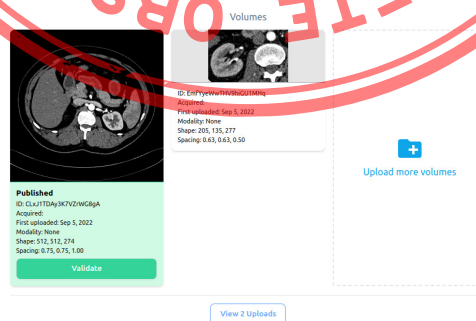 Volumes
Published
ID: CLxJ1TDAy3K7VZrWG8gA
Acquired:
First uploaded: Sep 5, 2022
Modality: None
Shape: 512, 512, 274
Spacing: 0.75, 0.75, 1.00
Validate
ID: EmFYyeWwTHV9hiGU1MHq
Acquired:
First uploaded: Sep 5, 2022
Modality: None
Shape: 205, 135, 277
Spacing: 0.63, 0.63, 0.50
Upload more volumes
View 2 Uploads